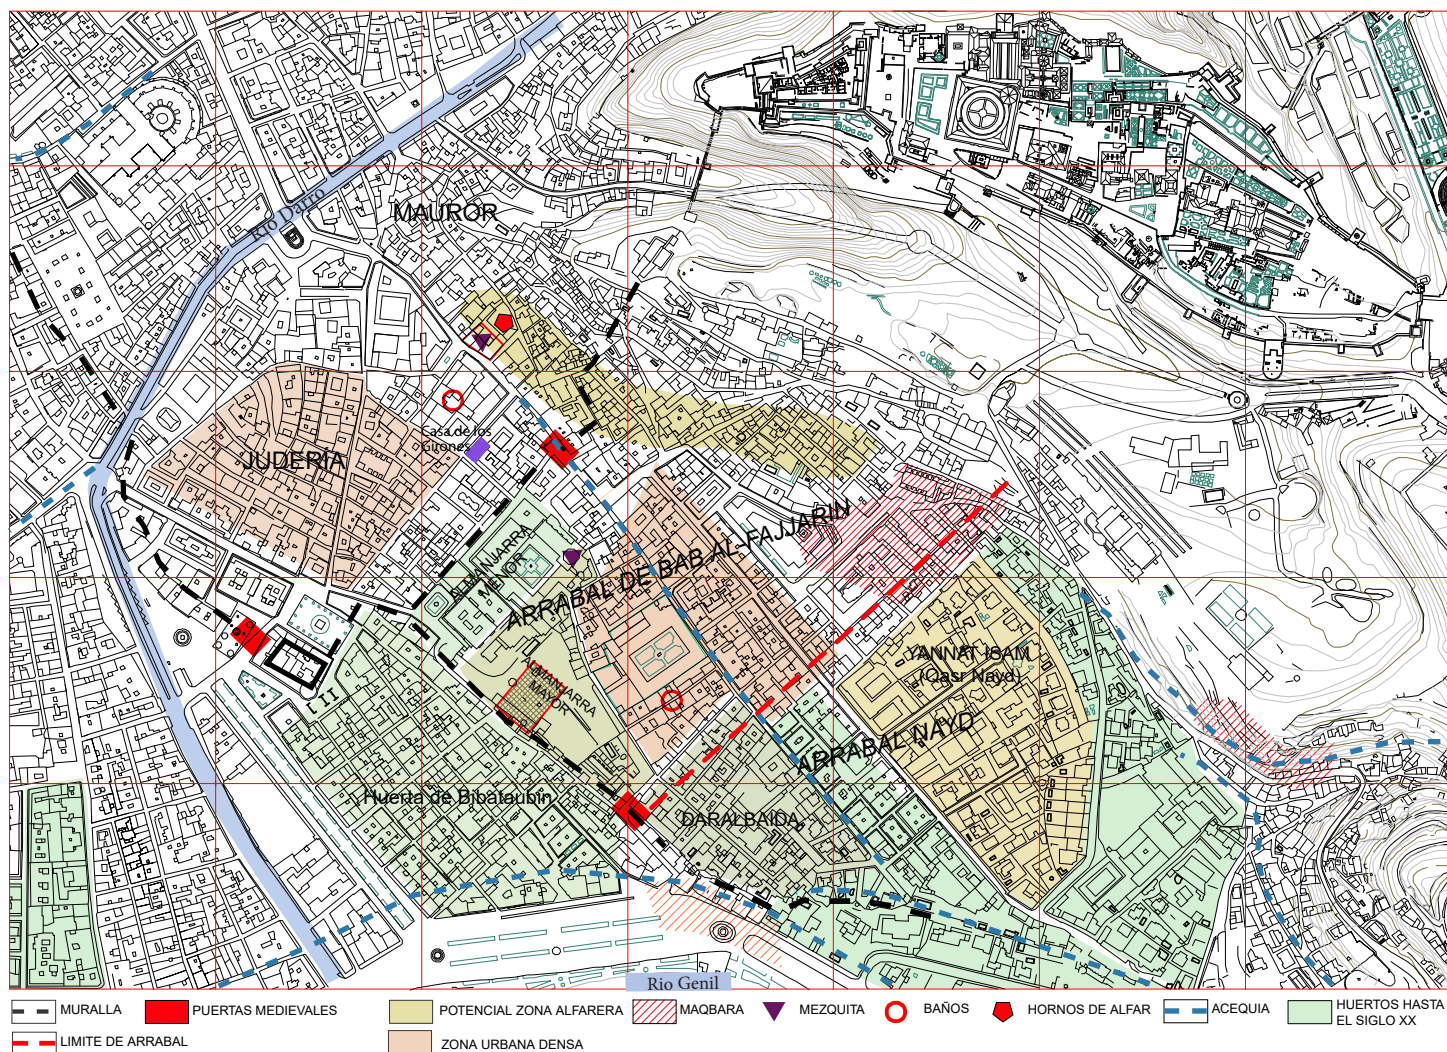 Rio Darro
MAUROR
Casa de los
Girones
JUDERÍA
ALMANJARRA
MENOR
ARRABAL DE BAB AL-FAJJARIN
ALMANJARRA
MAYOR
YANNAT ISAM
(Qasr Nayd)
ARRABAL NAYD
Huerta de Bibataubín
DARALBAIDA
Rio Genil
MURALLA
PUERTAS MEDIEVALES
POTENCIAL ZONA ALFARERA
MAQBARA
MEZQUITA
BAÑOS
HORNOS DE ALFAR
ACEQUIA
HUERTOS HASTA
EL SIGLO XX
LIMITE DE ARRABAL
ZONA URBANA DENSA